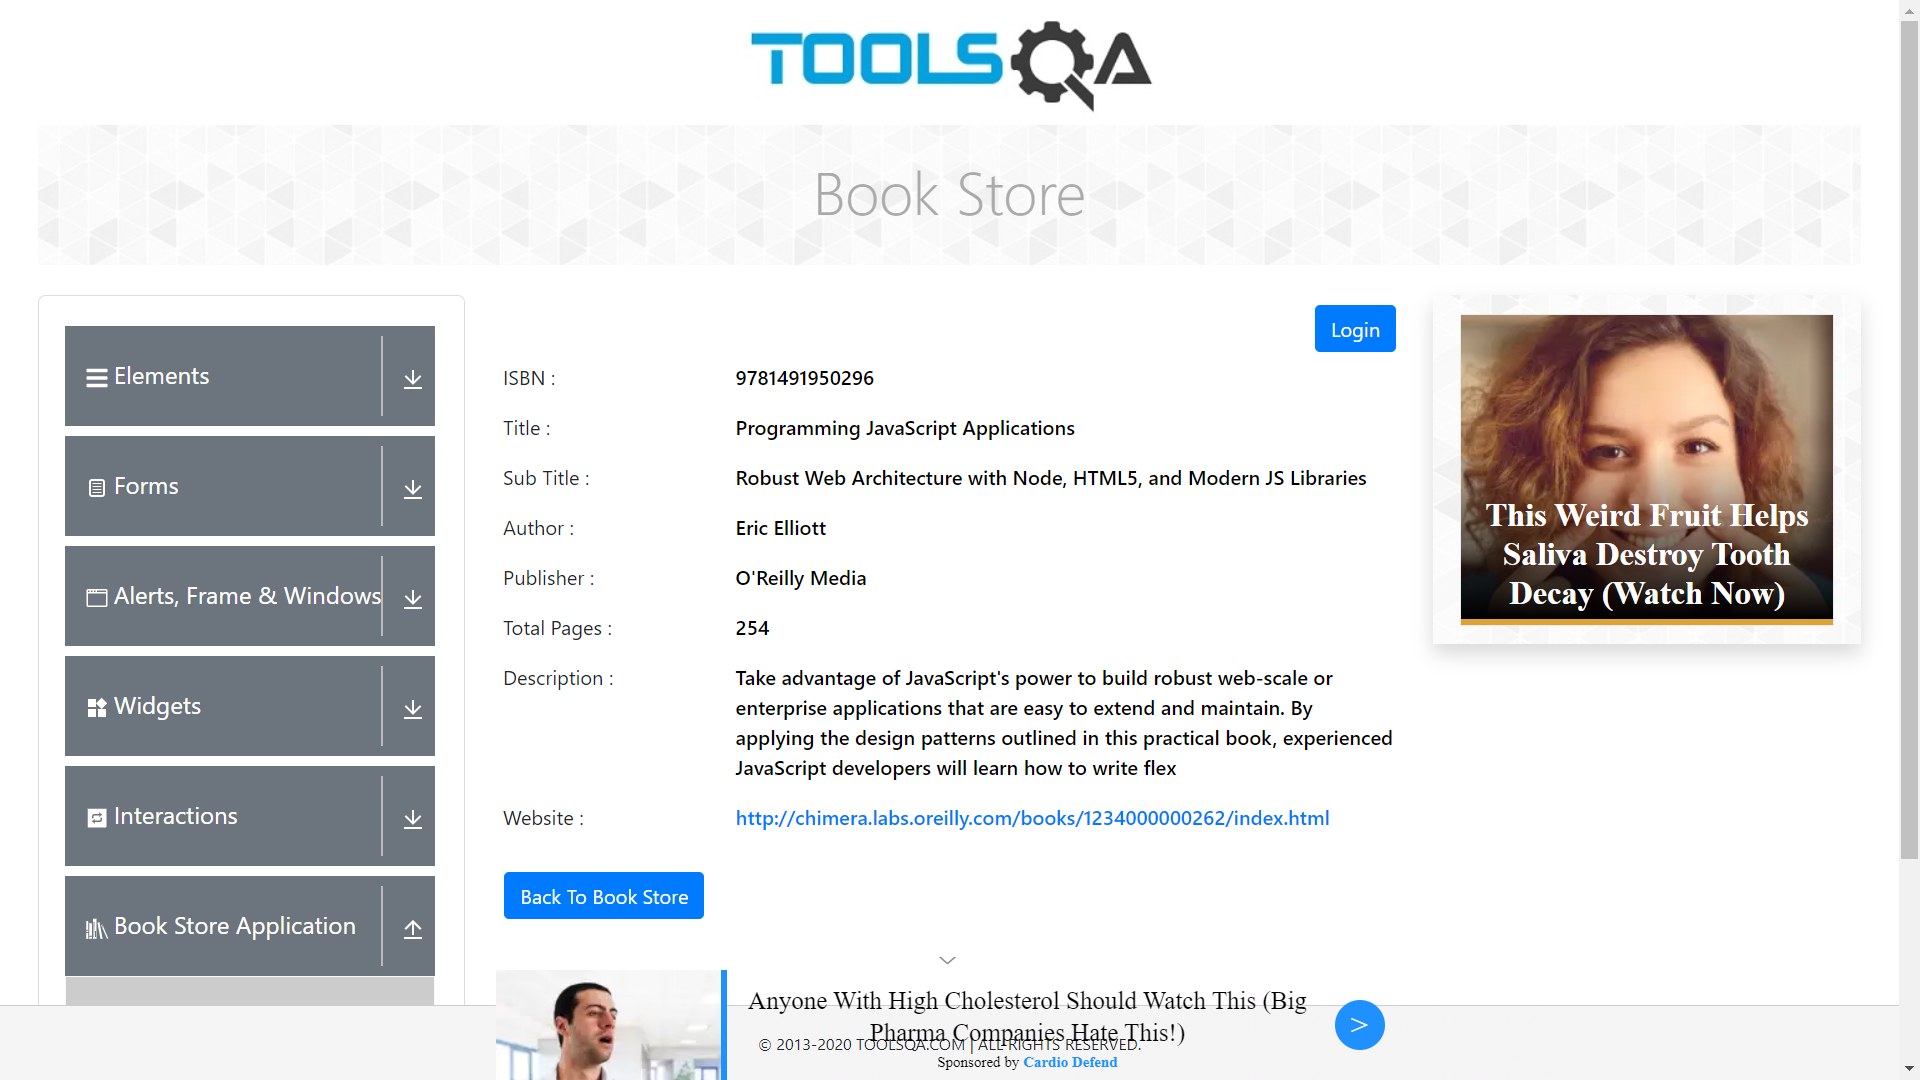 TOOLSQA
Book Store
Elements
Forms
Alerts, Frame & Windows
Widgets
Interactions
Book Store Application
Login
ISBN : 9781491950296
Title : Programming JavaScript Applications
Sub Title : Robust Web Architecture with Node, HTML5, and Modern JS Libraries
Author : Eric Elliott
Publisher : O'Reilly Media
Total Pages : 254
Description : Take advantage of JavaScript's power to build robust web-scale or
enterprise applications that are easy to extend and maintain. By
applying the design patterns outlined in this practical book, experienced
JavaScript developers will learn how to write flex
Website : http://chimera.labs.oreilly.com/books/1234000000262/index.html
Back To Book Store
This Weird Fruit Helps
Saliva Destroy Tooth
Decay (Watch Now)
Anyone With High Cholesterol Should Watch This (Big
Pharma Companies Hate This!)
© 2013-2020 TOOLSQA.COM | ALL RIGHTS RESERVED.
Sponsored by Cardio Defend
>